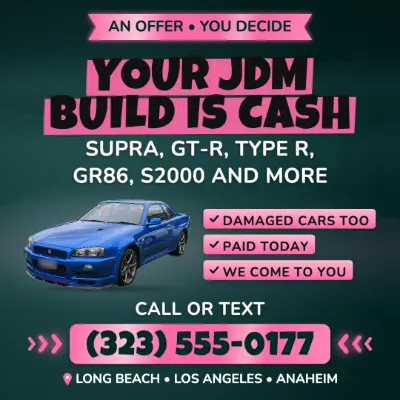 AN OFFER • YOU DECIDE
YOUR JDM
BUILD IS CASH
SUPRA, GT-R, TYPE R,
GR86, S2000 AND MORE
✓ DAMAGED CARS TOO
✓ PAID TODAY
✓ WE COME TO YOU
CALL OR TEXT
(323) 555-0177
LONG BEACH • LOS ANGELES • ANAHEIM